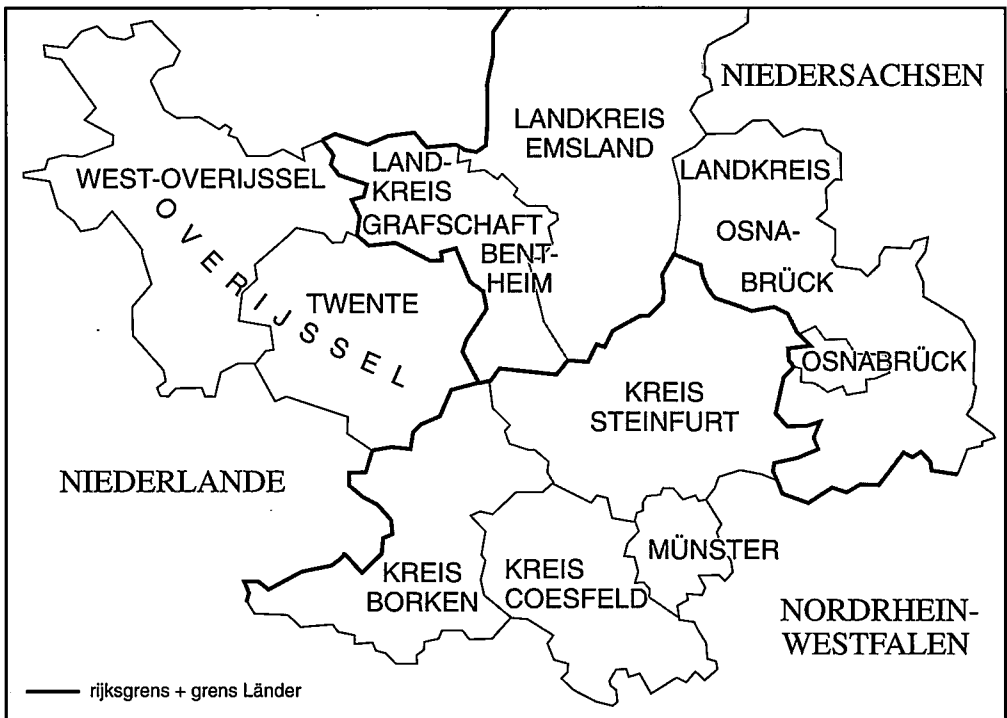 NIEDERSACHSEN
LANDKREIS
EMSLAND
LAND-
KREIS
GRAFSCHAFT
BENT-
HEIM
LANDKREIS
OSNA-
BRÜCK
WEST-OVERIJSSEL
OVERIJSSEL
TWENTE
OSNABRÜCK
KREIS
STEINFURT
NIEDERLANDE
MÜNSTER
KREIS
BORKEN
KREIS
COESFELD
NORDRHEIN-
WESTFALEN
rijksgrens + grens Länder